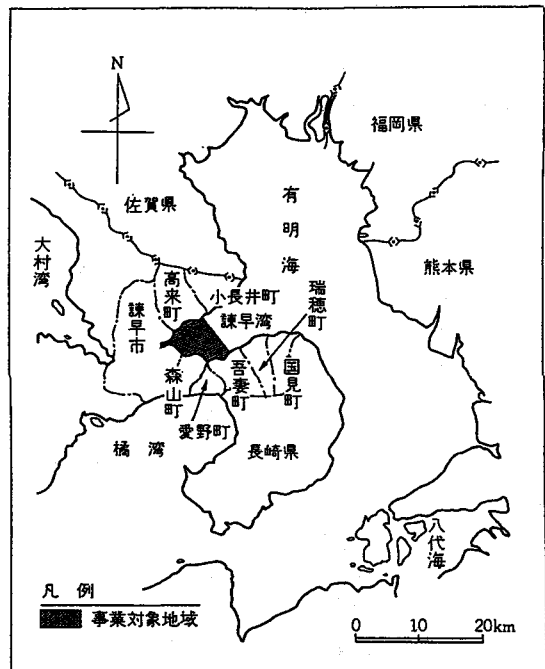 N
福岡県
佐賀県
有明海
大村湾
熊本県
高来町
小長井町
瑞穂町
諫早湾
諫早市
森山町
吾妻町
国見町
愛野町
橘湾
長崎県
八代海
凡例
事業対象地域
0 10 20km